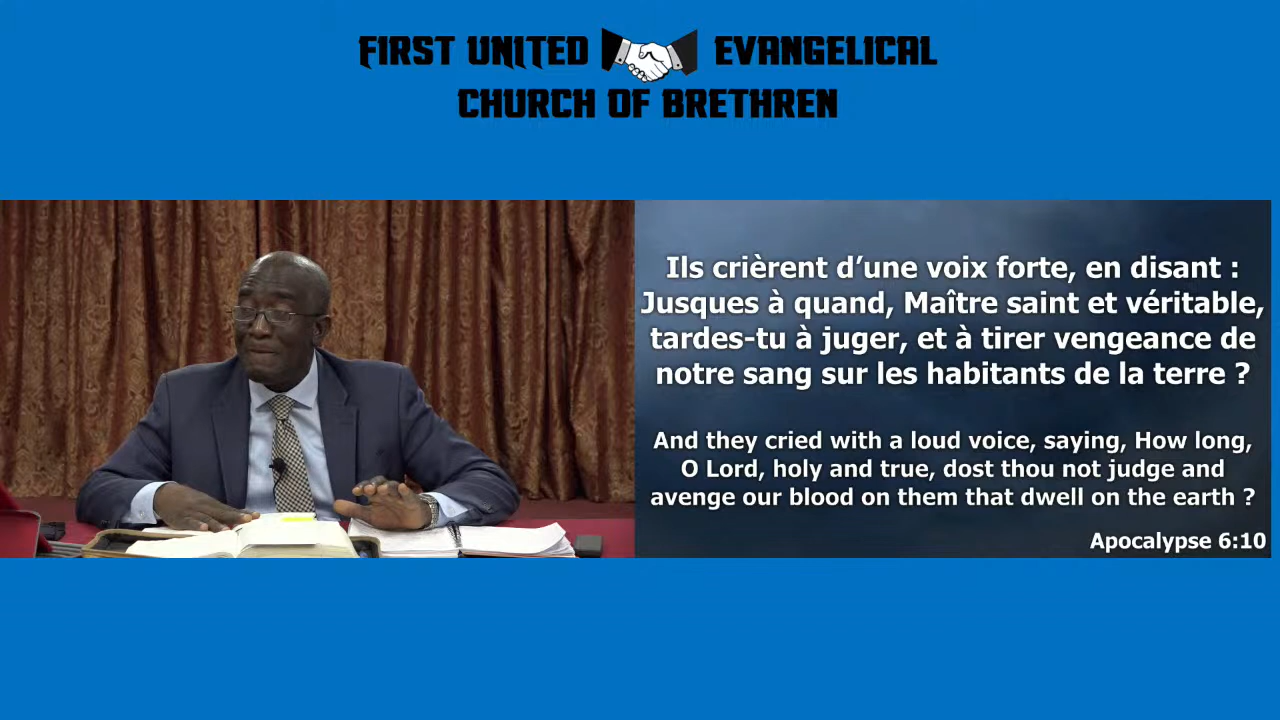 FIRST UNITED EVANGELICAL
CHURCH OF BRETHREN
Ils crièrent d’une voix forte, en disant :
Jusques à quand, Maître saint et véritable,
tardes-tu à juger, et à tirer vengeance de
notre sang sur les habitants de la terre ?
And they cried with a loud voice, saying, How long,
O Lord, holy and true, dost thou not judge and
avenge our blood on them that dwell on the earth ?
Apocalypse 6:10